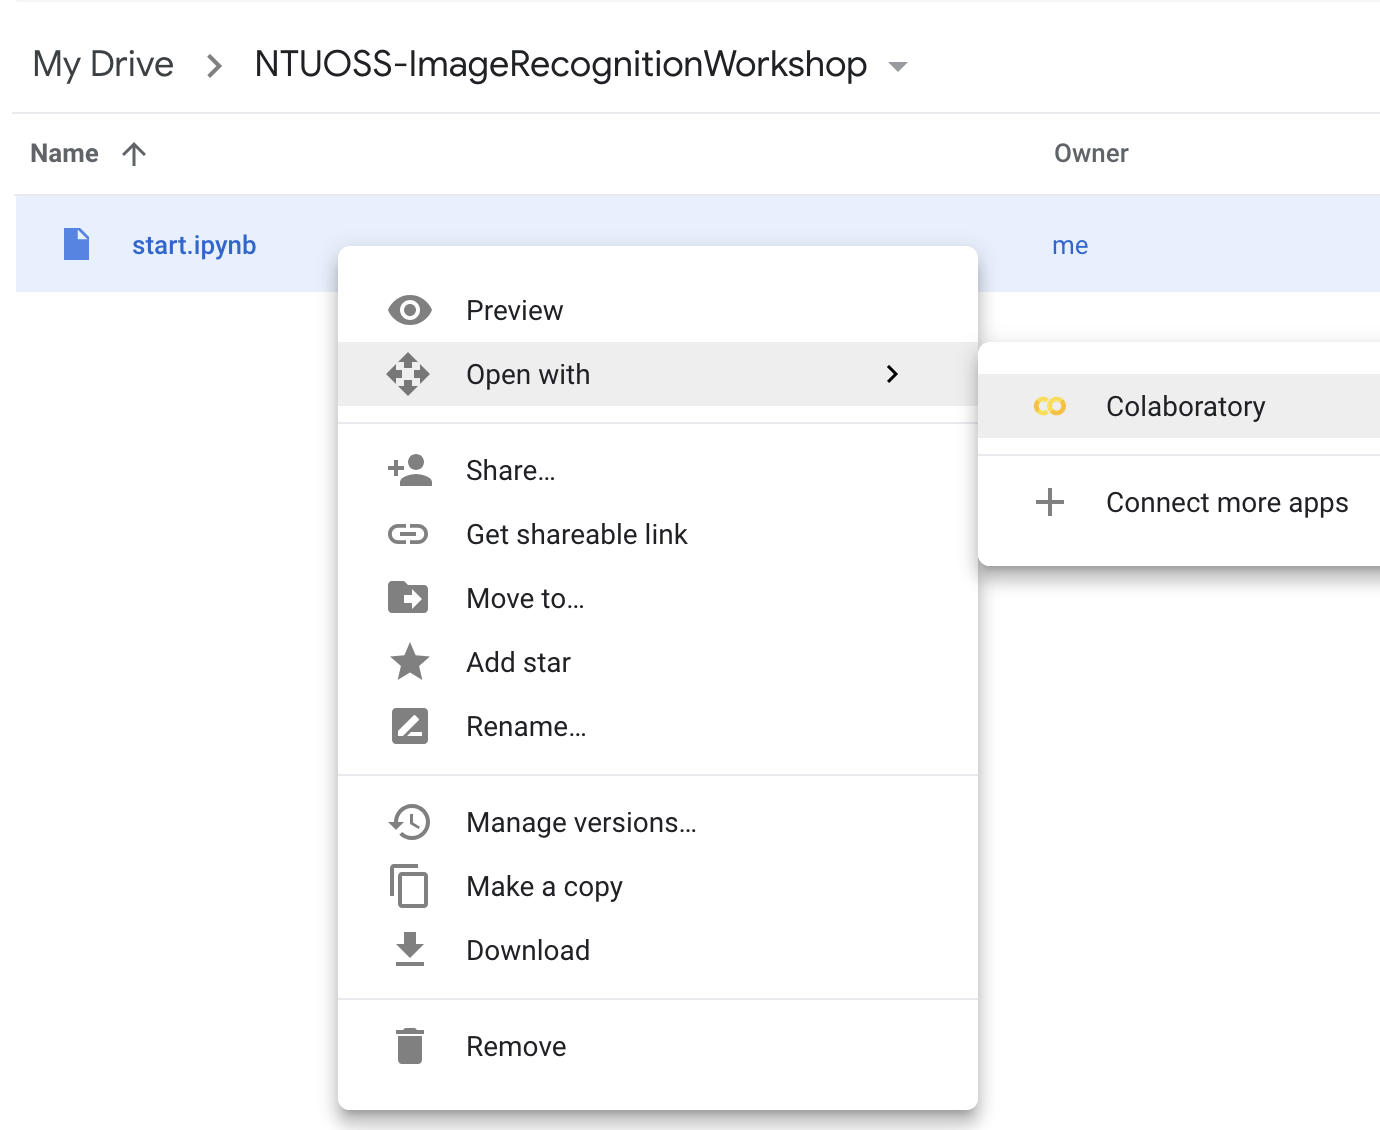 My Drive > NTUOSS-ImageRecognitionWorkshop
Name Owner
start.ipynb me
Preview
Open with
Colaboratory
Share...
Connect more apps
Get shareable link
Move to...
Add star
Rename...
Manage versions...
Make a copy
Download
Remove